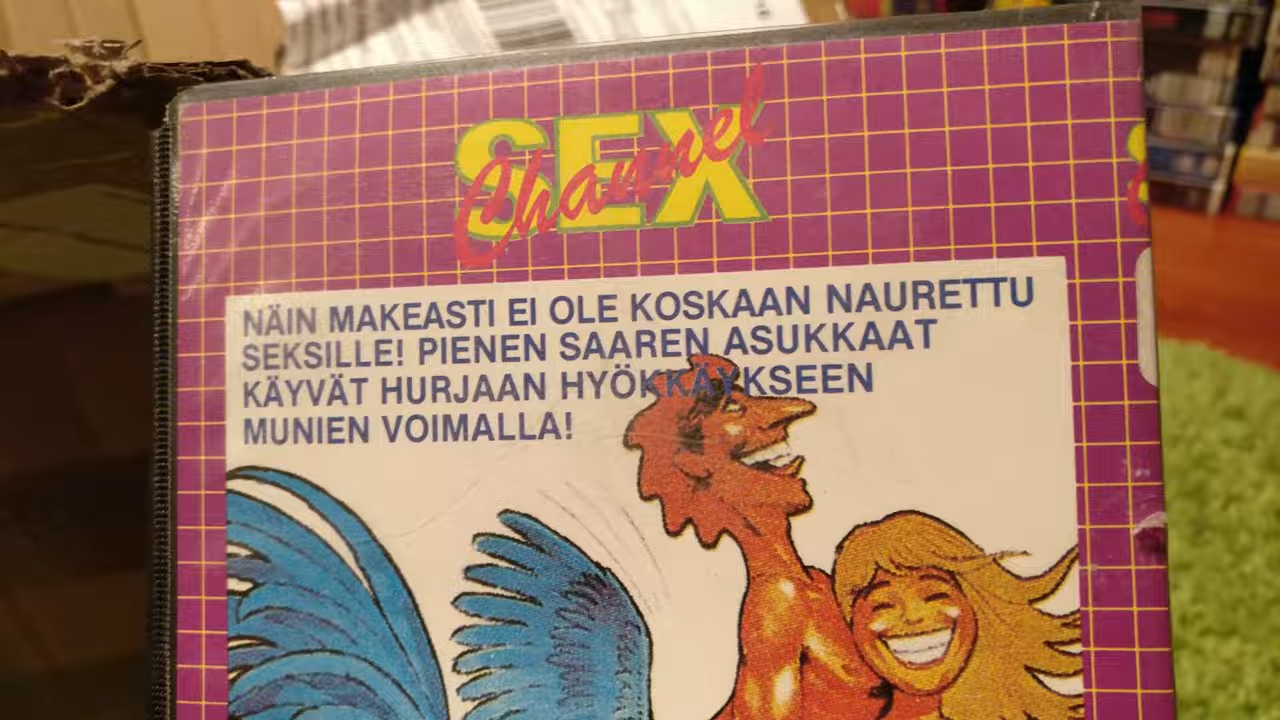 SEX
Channel
NÄIN MAKEASTI EI OLE KOSKAAN NAURETTU
SEKSILLE! PIENEN SAAREN ASUKKAAT
KÄYVÄT HURJAAN HYÖKKÄYKSEEN
MUNIEN VOIMALLA!